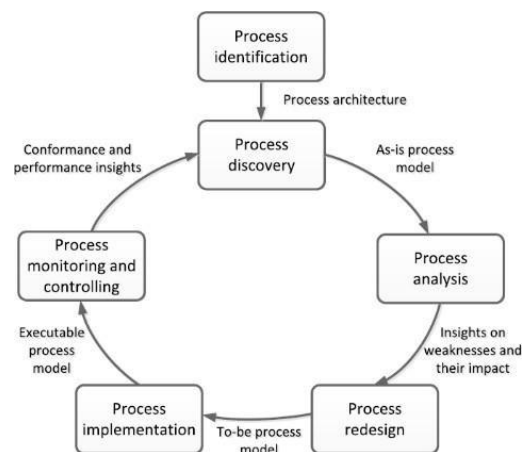 Process
identification
Process architecture
Process
discovery
As-is process
model
Process
analysis
Insights on
weaknesses and
their impact
Process
redesign
To-be process
model
Process
implementation
Executable
process
model
Process
monitoring and
controlling
Conformance and
performance insights